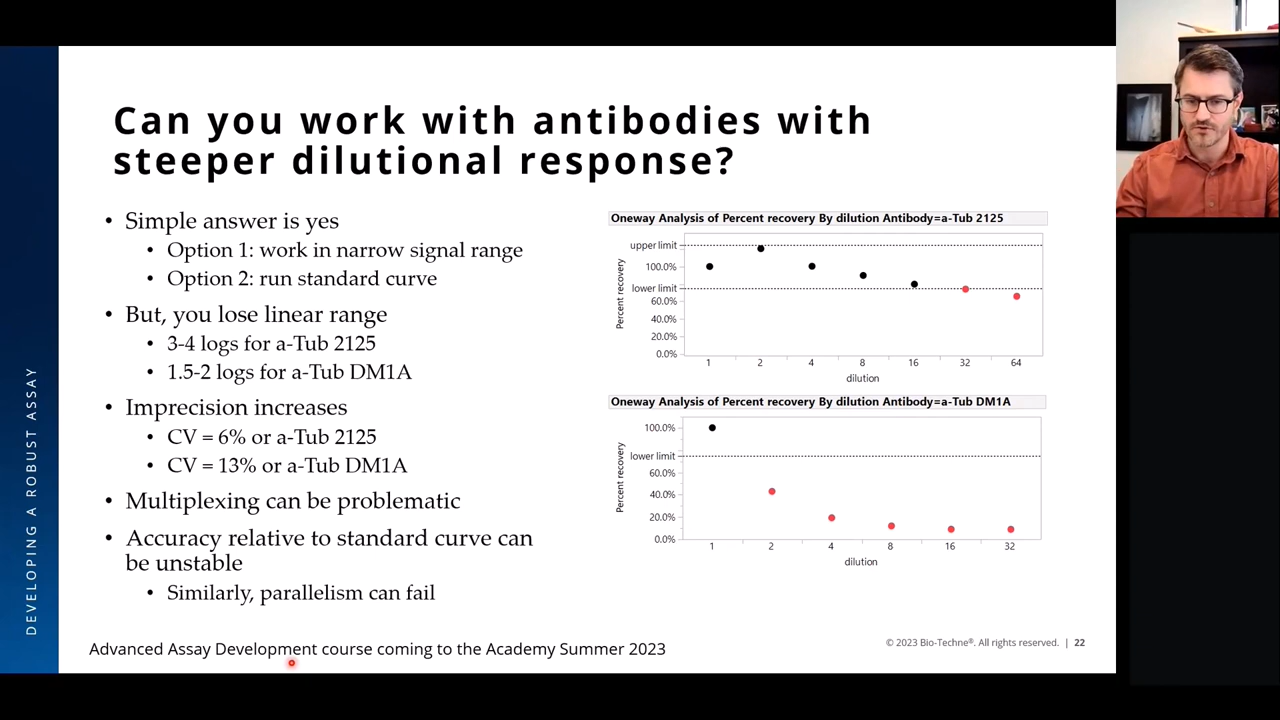 DEVELOPING A ROBUST ASSAY
Can you work with antibodies with
steeper dilutional response?
• Simple answer is yes
• Option 1: work in narrow signal range
• Option 2: run standard curve
• But, you lose linear range
• 3-4 logs for a-Tub 2125
• 1.5-2 logs for a-Tub DM1A
• Imprecision increases
• CV = 6% or a-Tub 2125
• CV = 13% or a-Tub DM1A
• Multiplexing can be problematic
• Accuracy relative to standard curve can
be unstable
• Similarly, parallelism can fail
Oneway Analysis of Percent recovery By dilution Antibody=a-Tub 2125
Percent recovery
upper limit
100.0%
lower limit
60.0%
40.0%
20.0%
0.0%
1 2 4 8 16 32 64
dilution
Oneway Analysis of Percent recovery By dilution Antibody=a-Tub DM1A
Percent recovery
100.0%
lower limit
60.0%
40.0%
20.0%
0.0%
1 2 4 8 16 32
dilution
Advanced Assay Development course coming to the Academy Summer 2023
© 2023 Bio-Techne®. All rights reserved. | 22